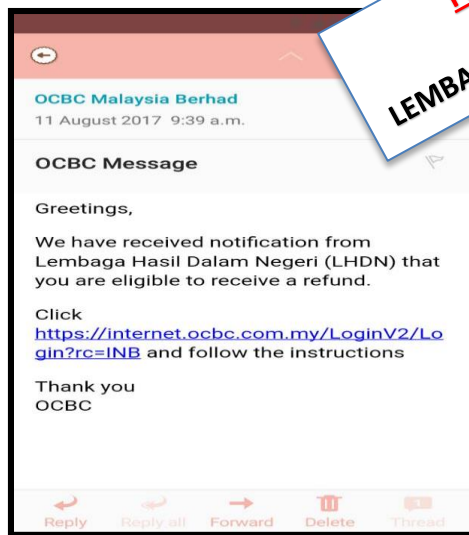 LEMBA
OCBC Malaysia Berhad
11 August 2017 9:39 a.m.
OCBC Message
Greetings,
We have received notification from
Lembaga Hasil Dalam Negeri (LHDN) that
you are eligible to receive a refund.
Click
https://internet.ocbc.com.my/LoginV2/Lo
gin?rc=INB and follow the instructions
Thank you
OCBC
Reply
Reply all
Forward
Delete
Thread